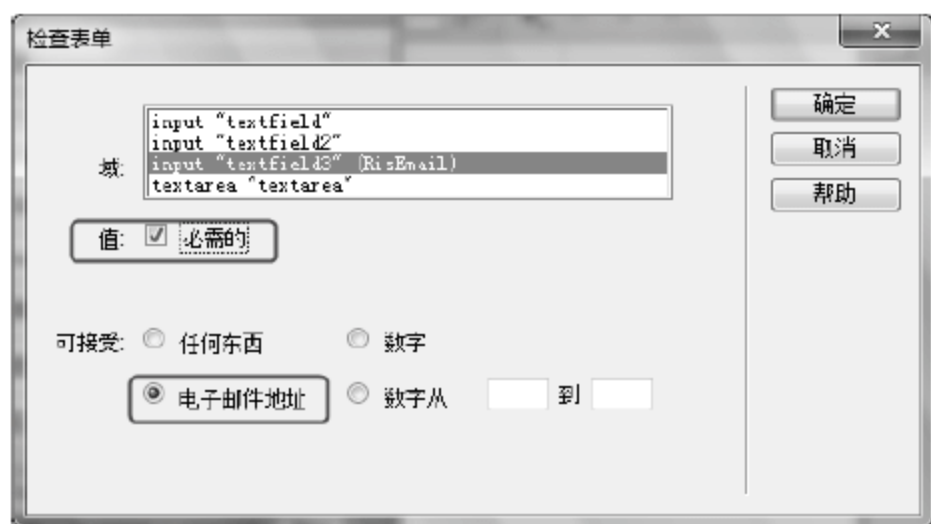 检查表单
域:
input "textfield"
input "textfield2"
input "textfield3" (RisEmail)
textarea "textarea"
值: 必需的
可接受: 任何东西 数字
电子邮件地址 数字从 到
确定
取消
帮助